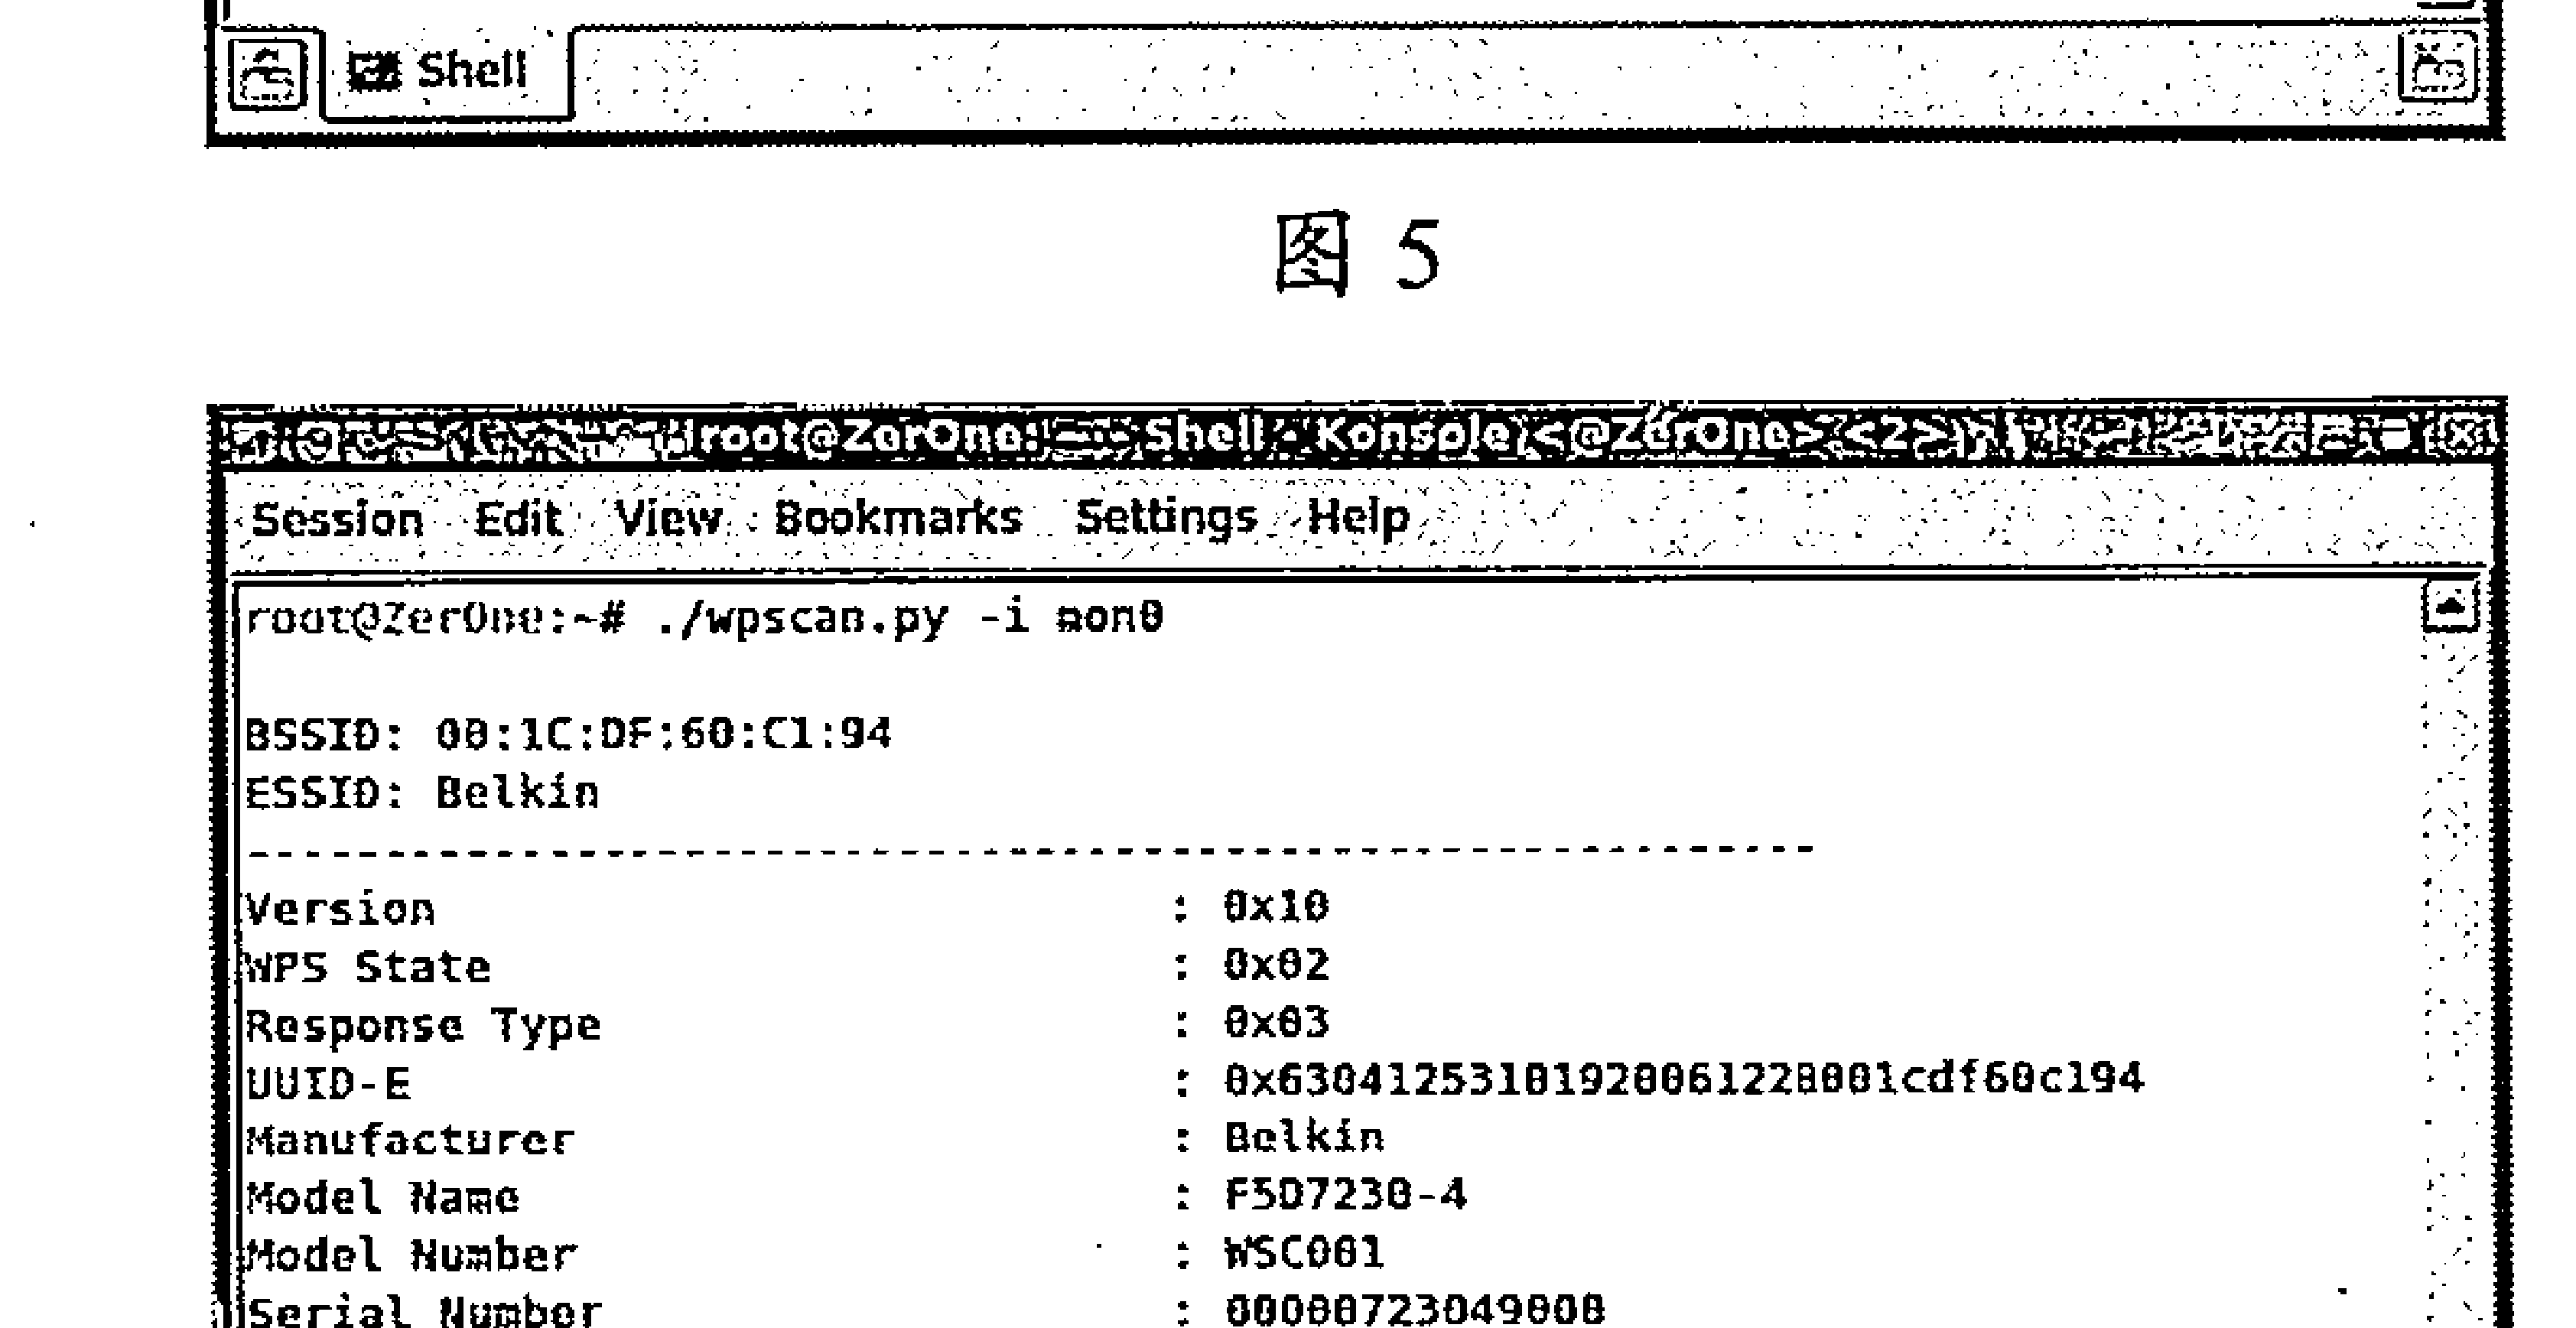 Shell
图 5
root@ZerOne: - Shell - Konsole <@ZerOne> <2>
Session Edit View Bookmarks Settings Help
root@ZerOne:~# ./wpscan.py -i mon0
BSSID: 00:1C:DF:60:C1:94
ESSID: Belkin
---------------------------------------------------------
Version : 0x10
WPS State : 0x02
Response Type : 0x03
UUID-E : 0x63041253101920061228001cdf60c194
Manufacturer : Belkin
Model Name : F5D7230-4
Model Number : WSC001
Serial Number : 00000723049008